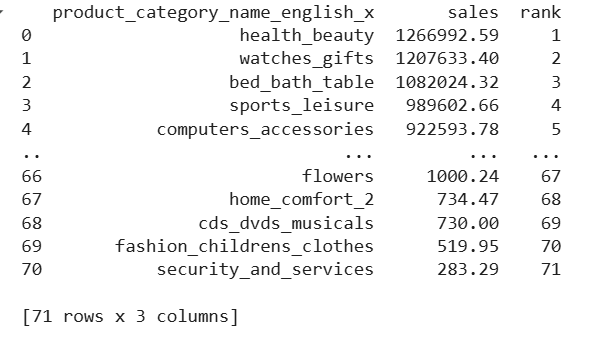 product_category_name_english_x sales rank
0 health_beauty 1266992.59 1
1 watches_gifts 1207633.40 2
2 bed_bath_table 1082024.32 3
3 sports_leisure 989602.66 4
4 computers_accessories 922593.78 5
.. ... ... ...
66 flowers 1000.24 67
67 home_comfort_2 734.47 68
68 cds_dvds_musicals 730.00 69
69 fashion_childrens_clothes 519.95 70
70 security_and_services 283.29 71
[71 rows x 3 columns]